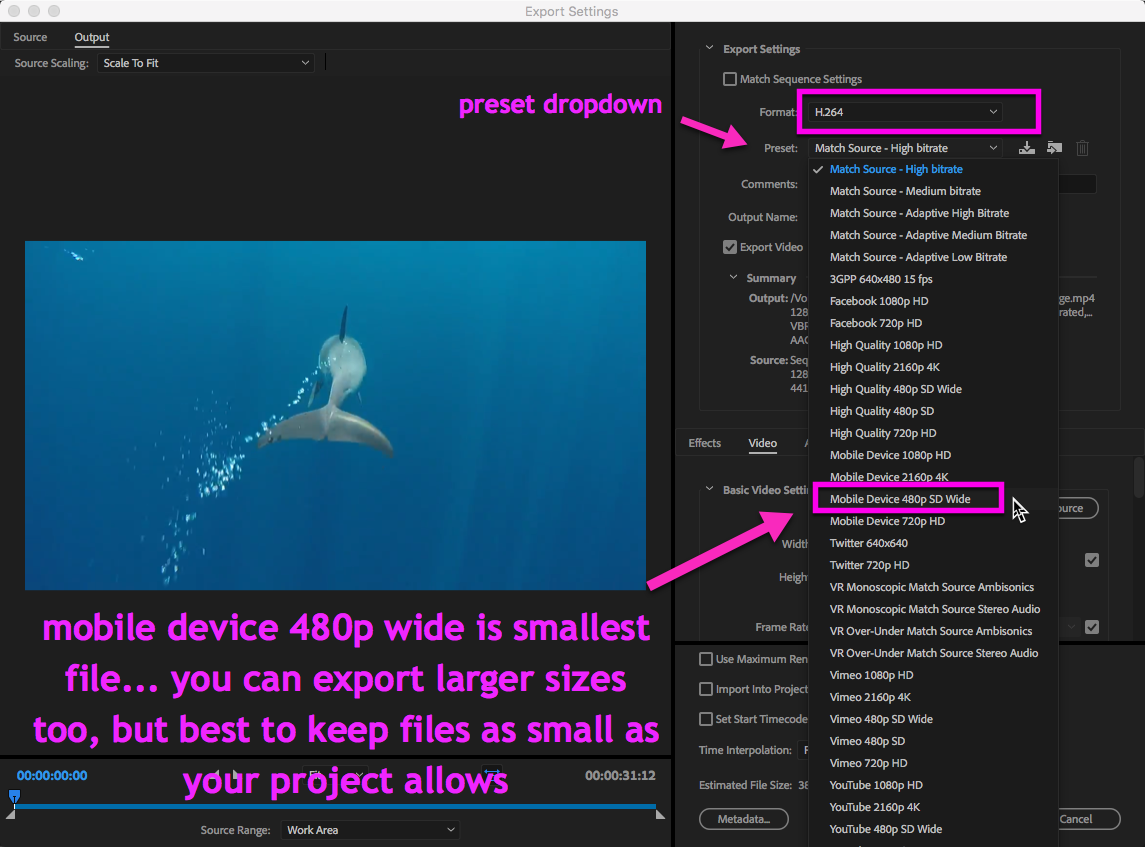 Export Settings
Source
Output
Source Scaling: Scale To Fit
preset dropdown
mobile device 480p wide is smallest
file... you can export larger sizes
too, but best to keep files as small as
your project allows
00:00:00:00
00:00:31:12
Source Range: Work Area
Export Settings
Match Sequence Settings
Format: H.264
Preset: Match Source - High bitrate
Comments:
Output Name:
Export Video
Summary
Output: /Vo
128
VBR
AAC
ge.mp4
rated,...
Source: Seq
128
441
Match Source - High bitrate
Match Source - Medium bitrate
Match Source - Adaptive High Bitrate
Match Source - Adaptive Medium Bitrate
Match Source - Adaptive Low Bitrate
3GPP 640x480 15 fps
Facebook 1080p HD
Facebook 720p HD
High Quality 1080p HD
High Quality 2160p 4K
High Quality 480p SD Wide
High Quality 480p SD
High Quality 720p HD
Mobile Device 1080p HD
Mobile Device 2160p 4K
Mobile Device 480p SD Wide
Mobile Device 720p HD
Twitter 640x640
Twitter 720p HD
VR Monoscopic Match Source Ambisonics
VR Monoscopic Match Source Stereo Audio
VR Over-Under Match Source Ambisonics
VR Over-Under Match Source Stereo Audio
Vimeo 1080p HD
Vimeo 2160p 4K
Vimeo 480p SD Wide
Vimeo 480p SD
Vimeo 720p HD
YouTube 1080p HD
YouTube 2160p 4K
YouTube 480p SD Wide
Effects
Video
Basic Video Setti
ource
Width
Height
Frame Rate
Use Maximum Ren
Import Into Project
Set Start Timecode
Time Interpolation:
Estimated File Size: 38
Metadata...
Cancel